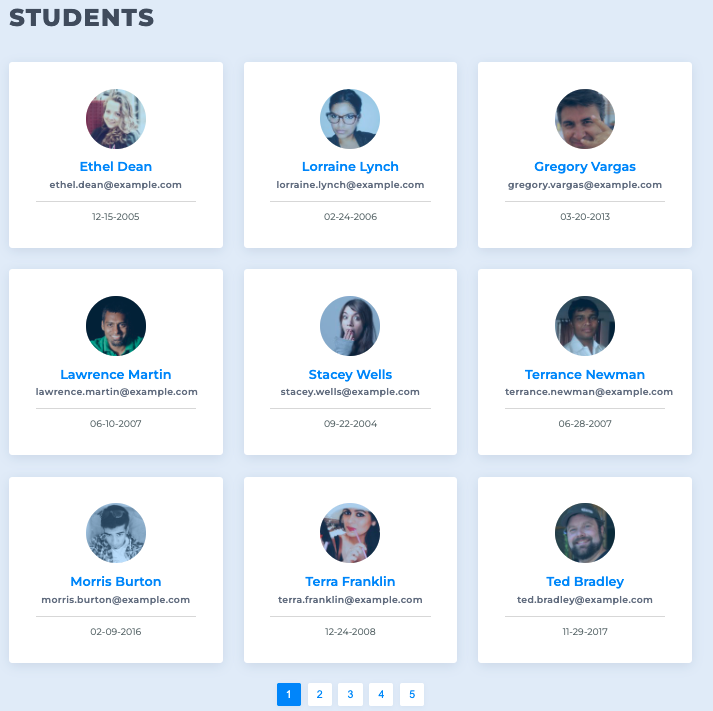 STUDENTS
Ethel Dean
ethel.dean@example.com
12-15-2005
Lorraine Lynch
lorraine.lynch@example.com
02-24-2006
Gregory Vargas
gregory.vargas@example.com
03-20-2013
Lawrence Martin
lawrence.martin@example.com
06-10-2007
Stacey Wells
stacey.wells@example.com
09-22-2004
Terrance Newman
terrance.newman@example.com
06-28-2007
Morris Burton
morris.burton@example.com
02-09-2016
Terra Franklin
terra.franklin@example.com
12-24-2008
Ted Bradley
ted.bradley@example.com
11-29-2017
1 2 3 4 5